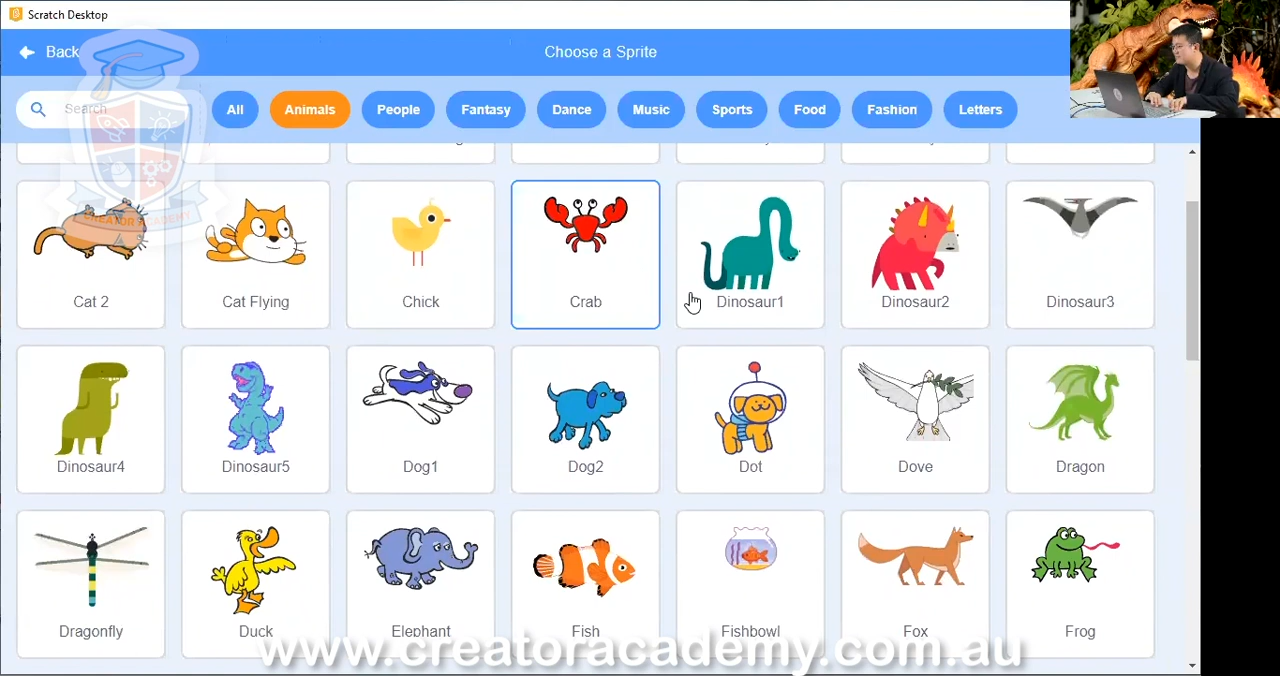 Scratch Desktop
Back
Choose a Sprite
Search
All
Animals
People
Fantasy
Dance
Music
Sports
Food
Fashion
Letters
CREATOR ACADEMY
Cat 2
Cat Flying
Chick
Crab
Dinosaur1
Dinosaur2
Dinosaur3
Dinosaur4
Dinosaur5
Dog1
Dog2
Dot
Dove
Dragon
Dragonfly
Duck
Elephant
Fish
Fishbowl
Fox
Frog
www.creatoracademy.com.au